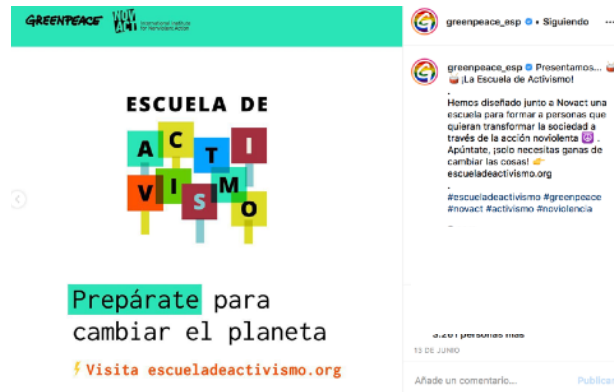 GREENPEACE
NOVACT
International Institute
for Nonviolent Action
ESCUELA DE
ACTIVISMO
Prepárate para
cambiar el planeta
Visita escueladeactivismo.org
greenpeace_esp • Siguiendo
greenpeace_esp Presentamos...
¡La Escuela de Activismo!
.
Hemos diseñado junto a Novact una
escuela para formar a personas que
quieran transformar la sociedad a
través de la acción noviolenta .
Apúntate, ¡solo necesitas ganas de
cambiar las cosas!
escueladeactivismo.org
.
#escueladeactivismo #greenpeace
#novact #activismo #noviolencia
3.261 personas más
13 DE JUNIO
Añade un comentario...
Publicar